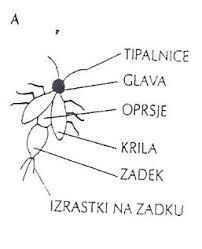 A
TIPALNICE
GLAVA
OPRSJE
KRILA
ZADEK
IZRASTKI NA ZADKU